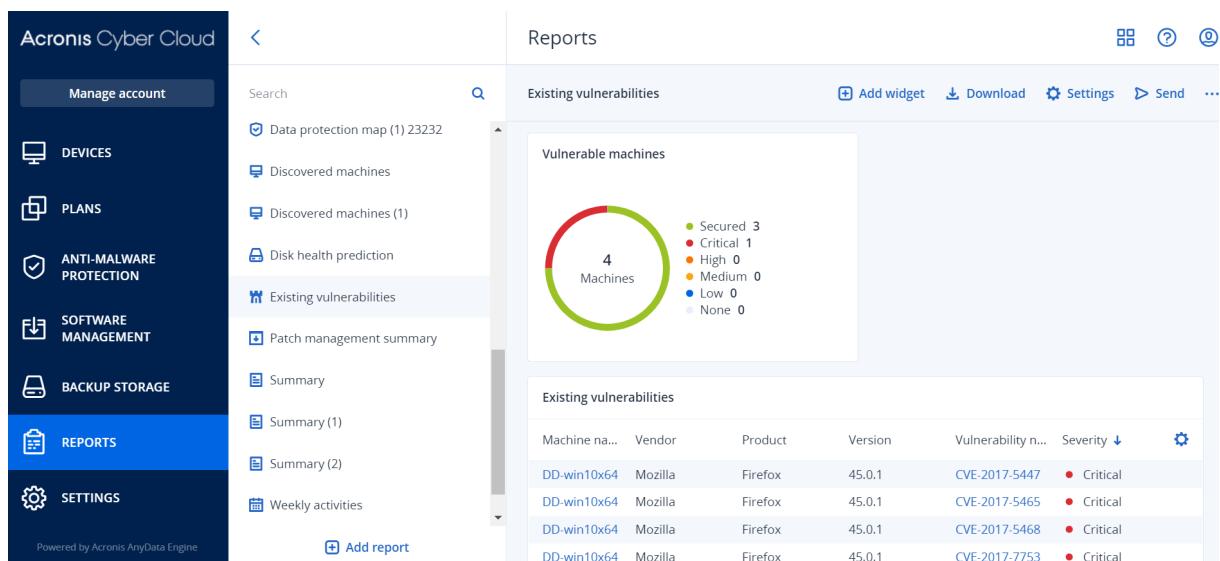 Acronis Cyber Cloud
Manage account
DEVICES
PLANS
ANTI-MALWARE
PROTECTION
SOFTWARE
MANAGEMENT
BACKUP STORAGE
REPORTS
SETTINGS
Powered by Acronis AnyData Engine
Search
Data protection map (1) 23232
Discovered machines
Discovered machines (1)
Disk health prediction
Existing vulnerabilities
Patch management summary
Summary
Summary (1)
Summary (2)
Weekly activities
Add report
Reports
Existing vulnerabilities Add widget Download Settings Send ...
Vulnerable machines
4
Machines
Secured 3
Critical 1
High 0
Medium 0
Low 0
None 0
Existing vulnerabilities
Machine na... Vendor Product Version Vulnerability n... Severity
DD-win10x64 Mozilla Firefox 45.0.1 CVE-2017-5447 Critical
DD-win10x64 Mozilla Firefox 45.0.1 CVE-2017-5465 Critical
DD-win10x64 Mozilla Firefox 45.0.1 CVE-2017-5468 Critical
DD-win10x64 Mozilla Firefox 45.0.1 CVE-2017-7753 Critical